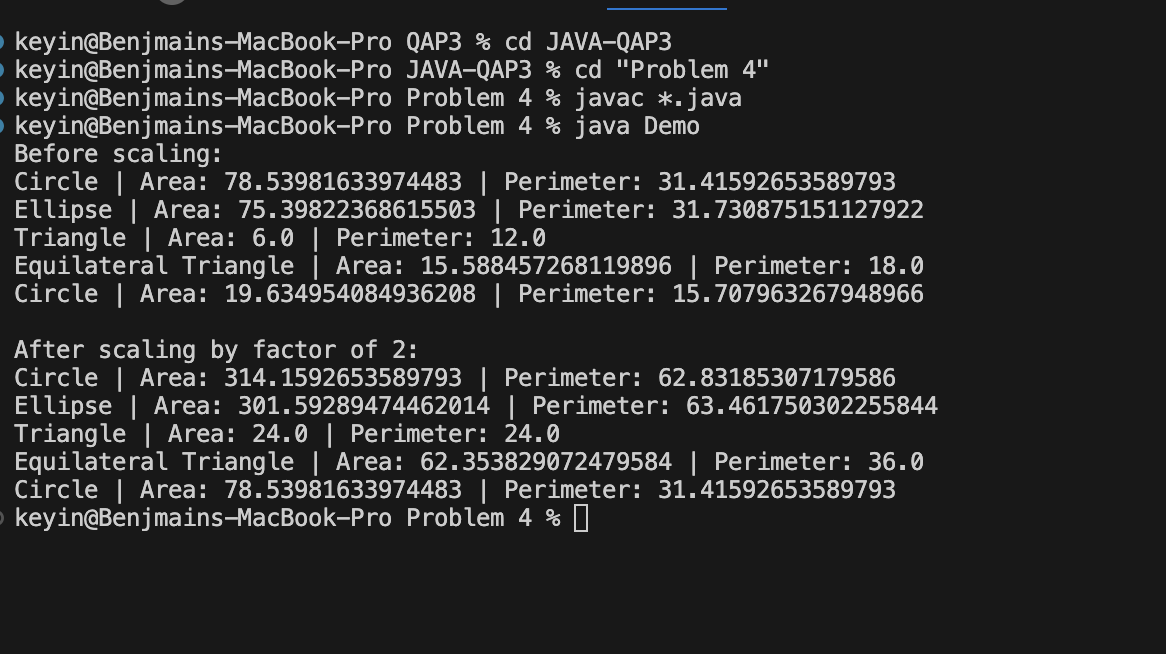 keyin@Benjmains-MacBook-Pro QAP3 % cd JAVA-QAP3
keyin@Benjmains-MacBook-Pro JAVA-QAP3 % cd "Problem 4"
keyin@Benjmains-MacBook-Pro Problem 4 % javac *.java
keyin@Benjmains-MacBook-Pro Problem 4 % java Demo
Before scaling:
Circle | Area: 78.53981633974483 | Perimeter: 31.41592653589793
Ellipse | Area: 75.39822368615503 | Perimeter: 31.730875151127922
Triangle | Area: 6.0 | Perimeter: 12.0
Equilateral Triangle | Area: 15.588457268119896 | Perimeter: 18.0
Circle | Area: 19.634954084936208 | Perimeter: 15.707963267948966

After scaling by factor of 2:
Circle | Area: 314.1592653589793 | Perimeter: 62.83185307179586
Ellipse | Area: 301.59289474462014 | Perimeter: 63.461750302255844
Triangle | Area: 24.0 | Perimeter: 24.0
Equilateral Triangle | Area: 62.353829072479584 | Perimeter: 36.0
Circle | Area: 78.53981633974483 | Perimeter: 31.41592653589793
keyin@Benjmains-MacBook-Pro Problem 4 %